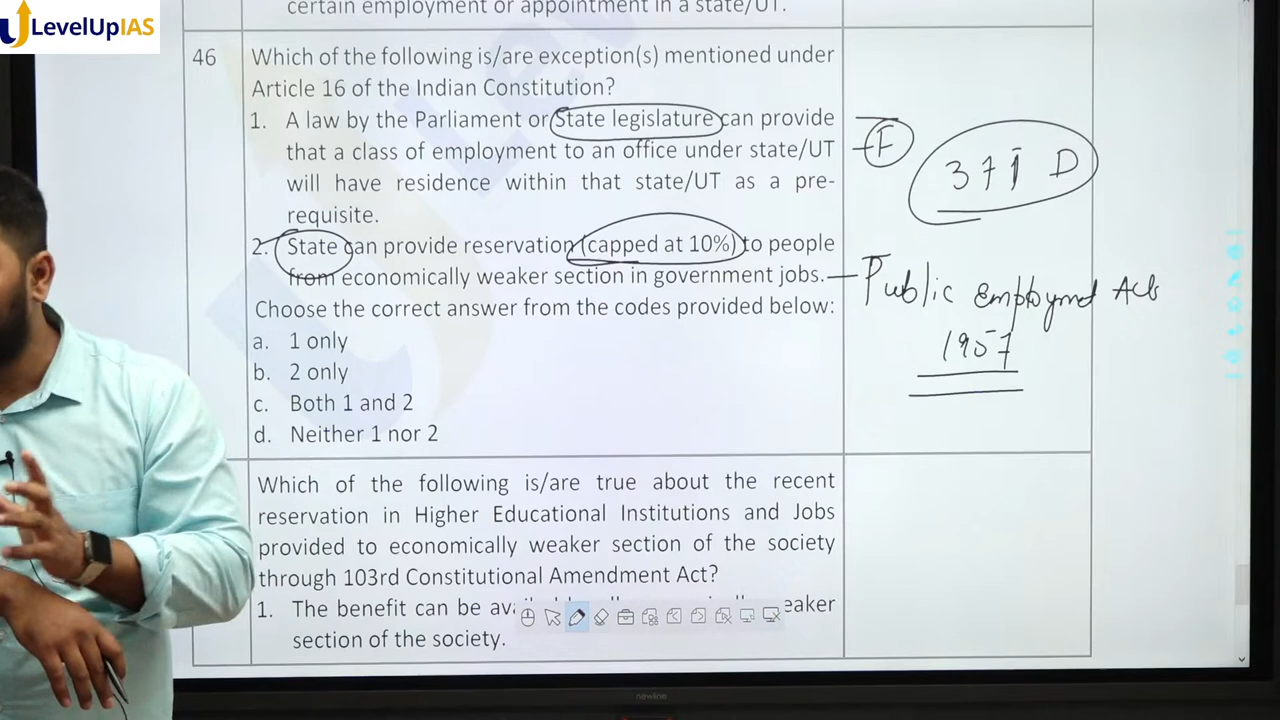 LevelUpIAS
certain employment or appointment in a state/UT.
46
Which of the following is/are exception(s) mentioned under
Article 16 of the Indian Constitution?
1. A law by the Parliament or State legislature can provide
that a class of employment to an office under state/UT
will have residence within that state/UT as a pre-
requisite.
2. State can provide reservation (capped at 10%) to people
from economically weaker section in government jobs.
Choose the correct answer from the codes provided below:
a. 1 only
b. 2 only
c. Both 1 and 2
d. Neither 1 nor 2
F
371 D
Public Employmed Acts
1957
Which of the following is/are true about the recent
reservation in Higher Educational Institutions and Jobs
provided to economically weaker section of the society
through 103rd Constitutional Amendment Act?
1. The benefit can be
section of the society.
newline